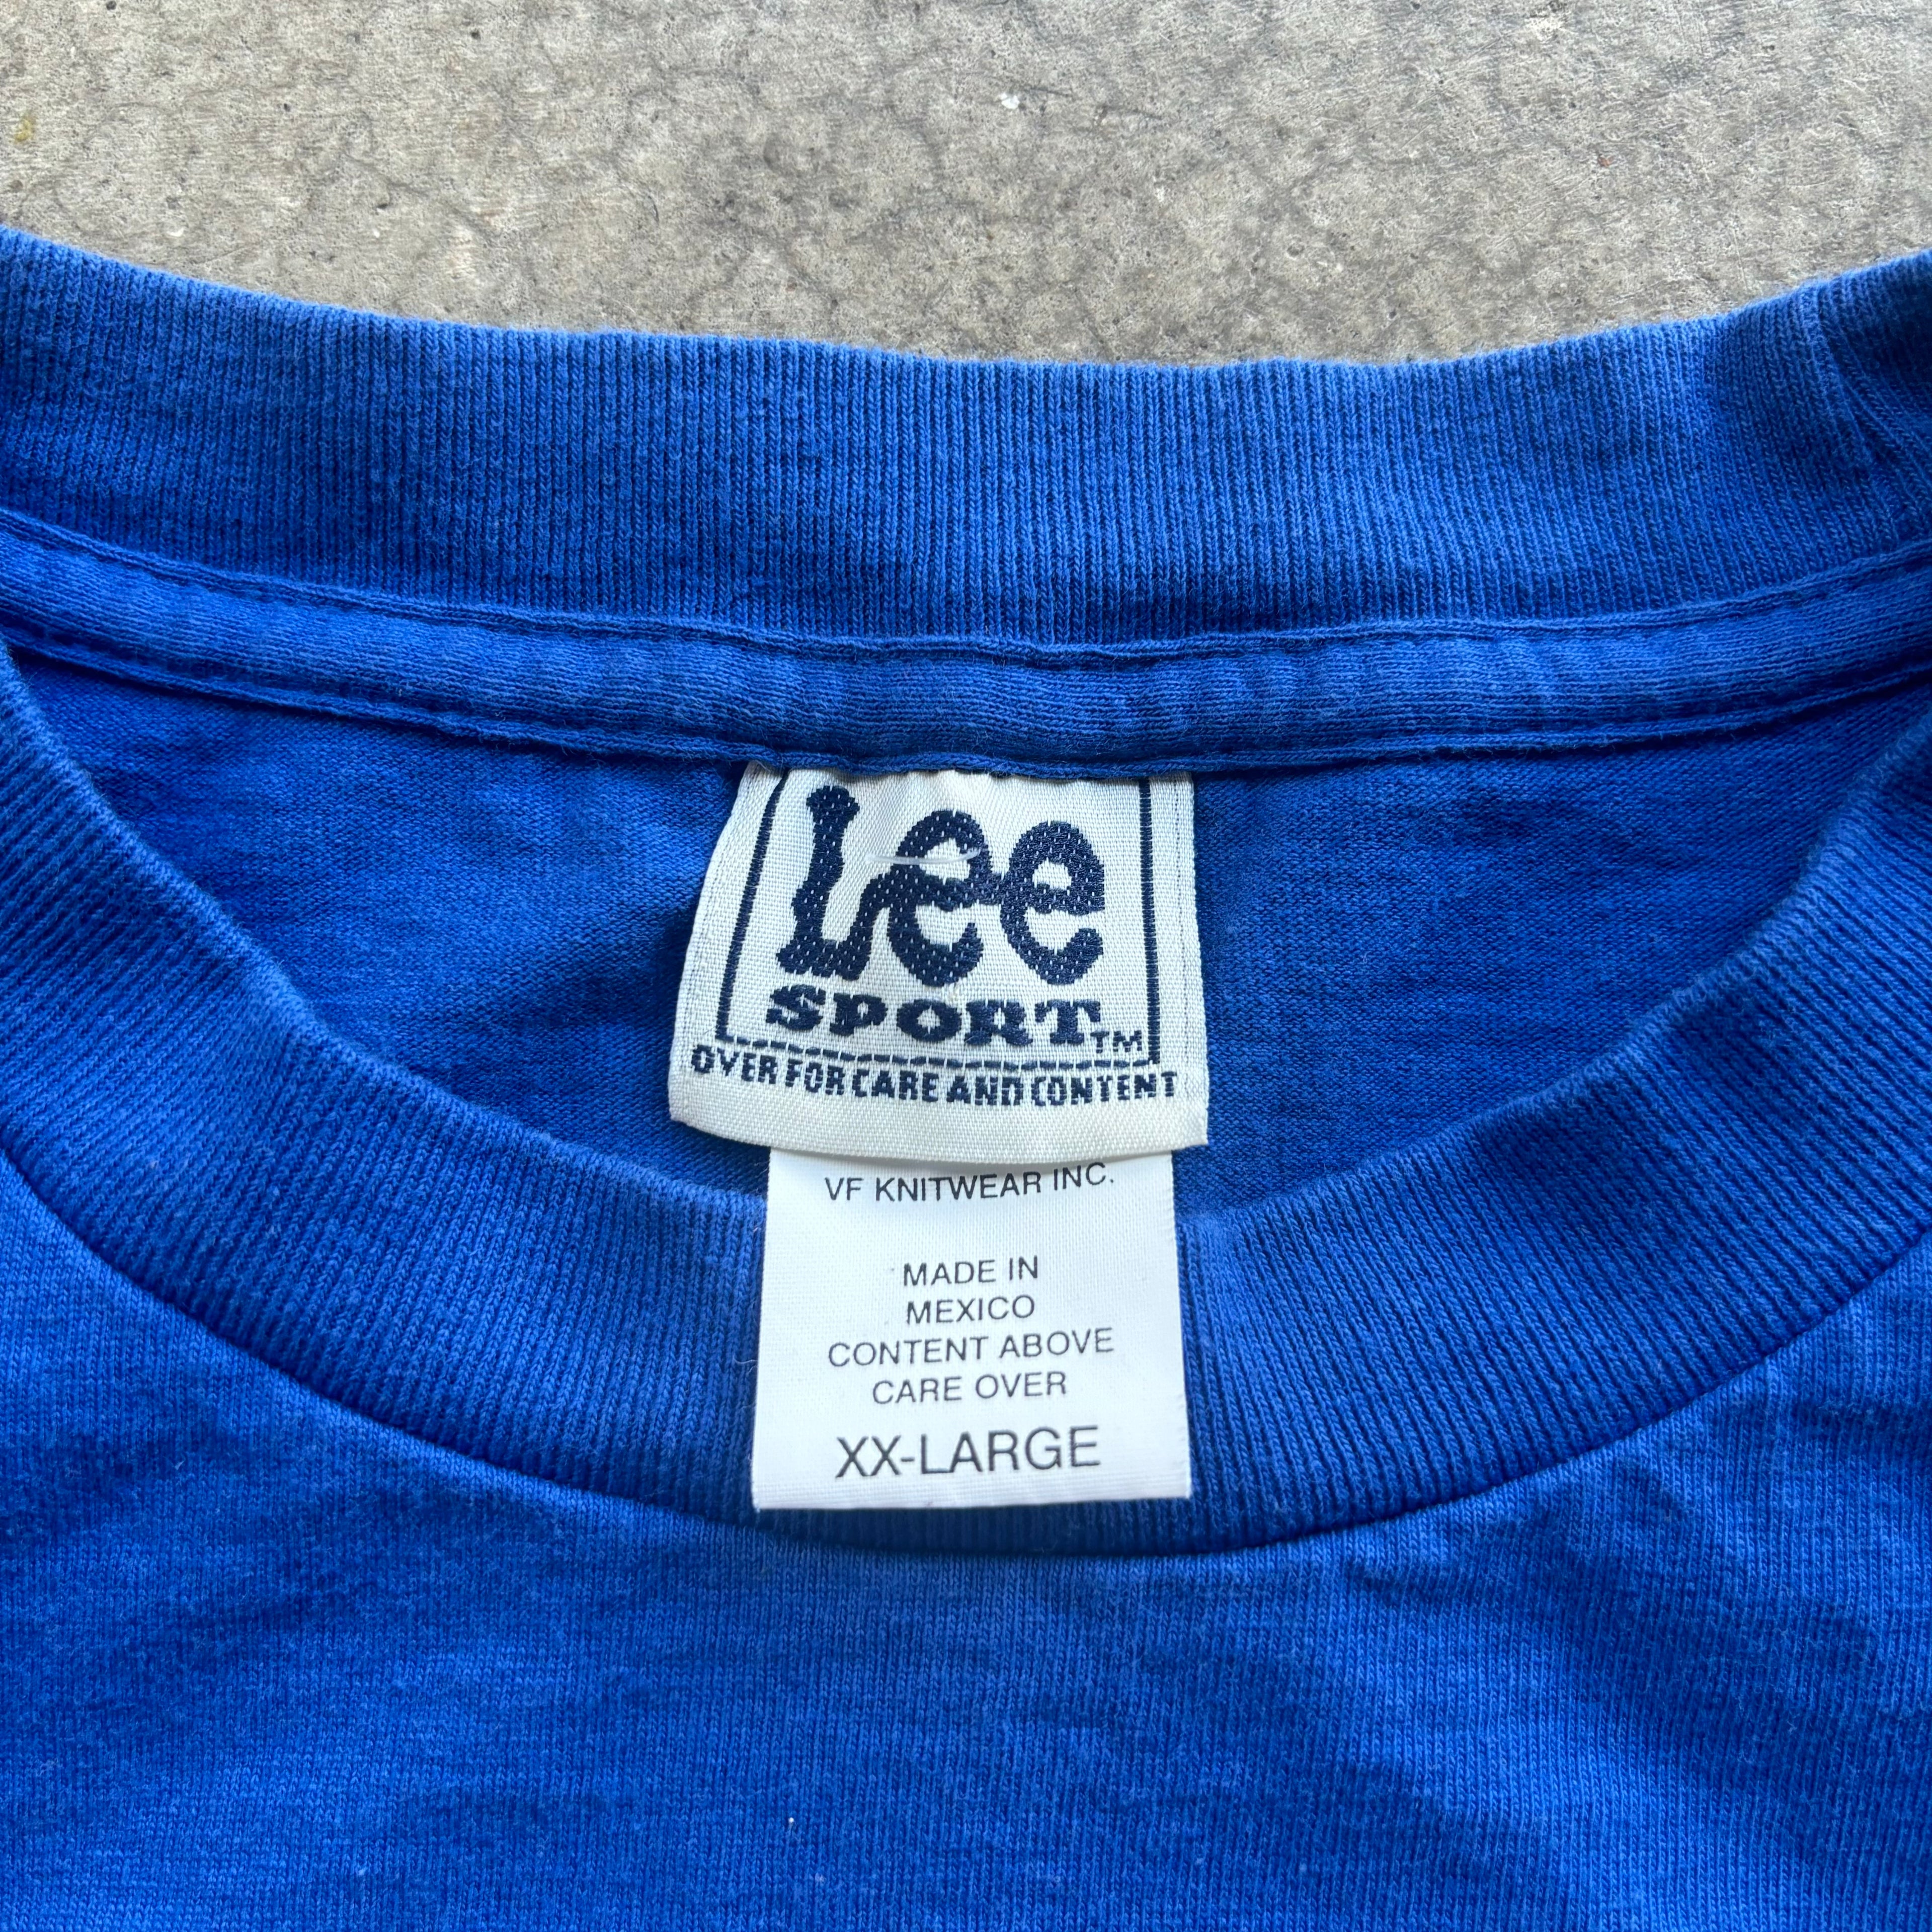 Lee
SPORT™
OVER FOR CARE AND CONTENT
VF KNITWEAR INC.
MADE IN
MEXICO
CONTENT ABOVE
CARE OVER
XX-LARGE